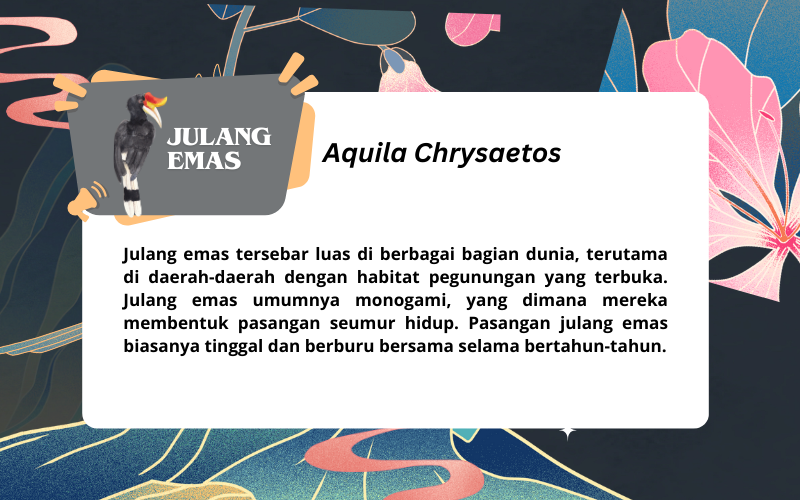 JULANG
EMAS
Aquila Chrysaetos
Julang emas tersebar luas di berbagai bagian dunia, terutama
di daerah-daerah dengan habitat pegunungan yang terbuka.
Julang emas umumnya monogami, yang dimana mereka
membentuk pasangan seumur hidup. Pasangan julang emas
biasanya tinggal dan berburu bersama selama bertahun-tahun.